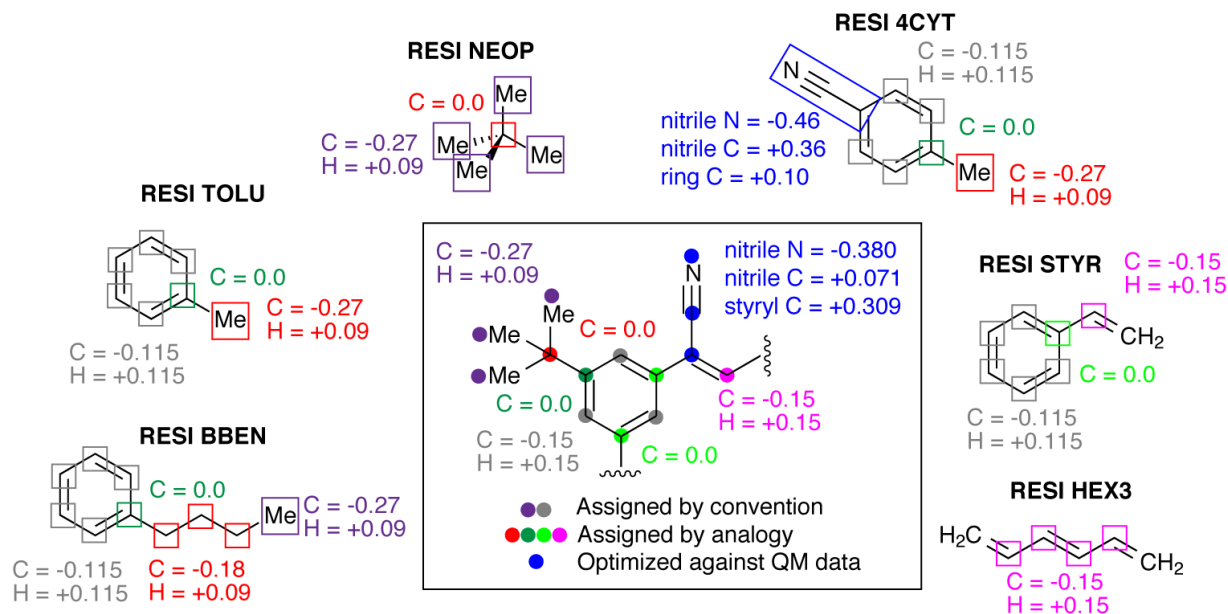 RESI NEOP
C = 0.0
Me
C = -0.27
H = +0.09
Me
Me
Me
RESI 4CYT
C = -0.115
H = +0.115
N
nitrile N = -0.46
nitrile C = +0.36
ring C = +0.10
C = 0.0
Me
C = -0.27
H = +0.09
RESI TOLU
C = 0.0
Me
C = -0.27
H = +0.09
C = -0.115
H = +0.115
C = -0.27
H = +0.09
nitrile N = -0.380
nitrile C = +0.071
styryl C = +0.309
N
Me
Me
Me
C = 0.0
C = 0.0
C = -0.15
H = +0.15
C = -0.15
H = +0.15
C = 0.0
Assigned by convention
Assigned by analogy
Optimized against QM data
RESI STYR
C = -0.15
H = +0.15
CH2
C = 0.0
C = -0.115
H = +0.115
RESI BBEN
C = 0.0
Me
C = -0.27
H = +0.09
C = -0.115
H = +0.115
C = -0.18
H = +0.09
RESI HEX3
H2C
CH2
C = -0.15
H = +0.15